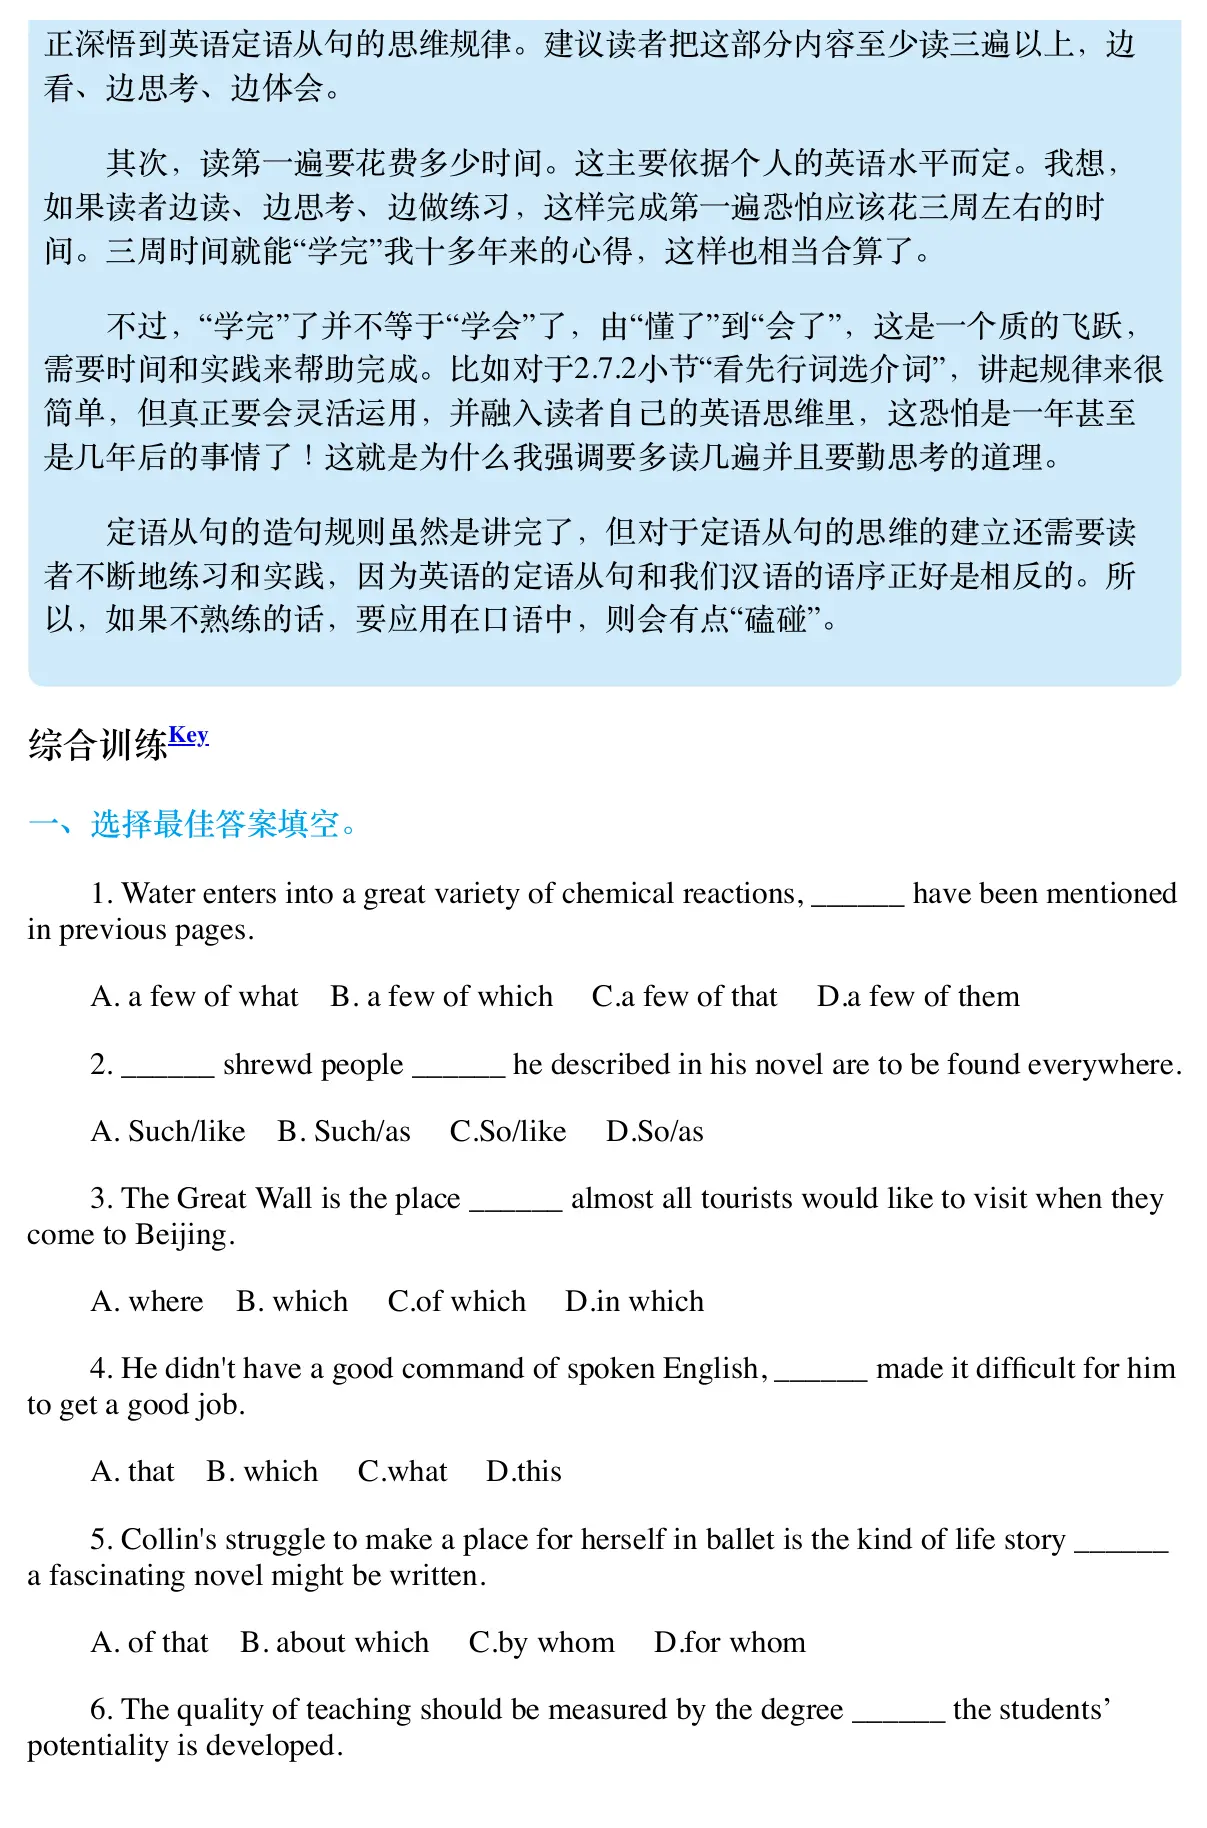 正深悟到英语定语从句的思维规律。建议读者把这部分内容至少读三遍以上，边
看、边思考、边体会。
其次，读第一遍要花费多少时间。这主要依据个人的英语水平而定。我想，
如果读者边读、边思考、边做练习，这样完成第一遍恐怕应该花三周左右的时
间。三周时间就能“学完”我十多年来的心得，这样也相当合算了。
不过，“学完”了并不等于“学会”了，由“懂了”到“会了”，这是一个质的飞跃，
需要时间和实践来帮助完成。比如对于2.7.2小节“看先行词选介词”，讲起规律来很
简单，但真正要会灵活运用，并融入读者自己的英语思维里，这恐怕是一年甚至
是几年后的事情了！这就是为什么我强调要多读几遍并且要勤思考的道理。
定语从句的造句规则虽然是讲完了，但对于定语从句的思维的建立还需要读
者不断地练习和实践，因为英语的定语从句和我们汉语的语序正好是相反的。所
以，如果不熟练的话，要应用在口语中，则会有点“磕碰”。
综合训练Key
一、选择最佳答案填空。
1. Water enters into a great variety of chemical reactions, ______ have been mentioned
in previous pages.
A. a few of what B. a few of which C.a few of that D.a few of them
2. ______ shrewd people ______ he described in his novel are to be found everywhere.
A. Such/like B. Such/as C.So/like D.So/as
3. The Great Wall is the place ______ almost all tourists would like to visit when they
come to Beijing.
A. where B. which C.of which D.in which
4. He didn't have a good command of spoken English, ______ made it difficult for him
to get a good job.
A. that B. which C.what D.this
5. Collin's struggle to make a place for herself in ballet is the kind of life story ______
a fascinating novel might be written.
A. of that B. about which C.by whom D.for whom
6. The quality of teaching should be measured by the degree ______ the students’
potentiality is developed.